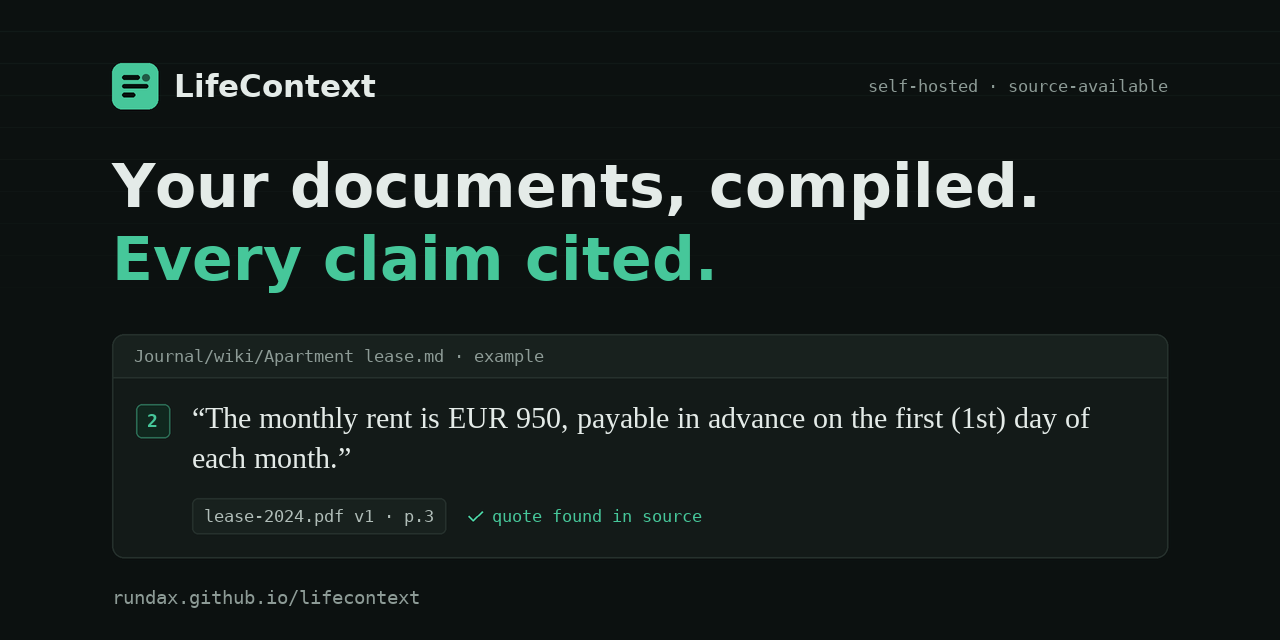 LifeContext
self-hosted · source-available
Your documents, compiled.
Every claim cited.
Journal/wiki/Apartment lease.md · example
2
“The monthly rent is EUR 950, payable in advance on the first (1st) day of
each month.”
lease-2024.pdf v1 · p.3
quote found in source
rundax.github.io/lifecontext